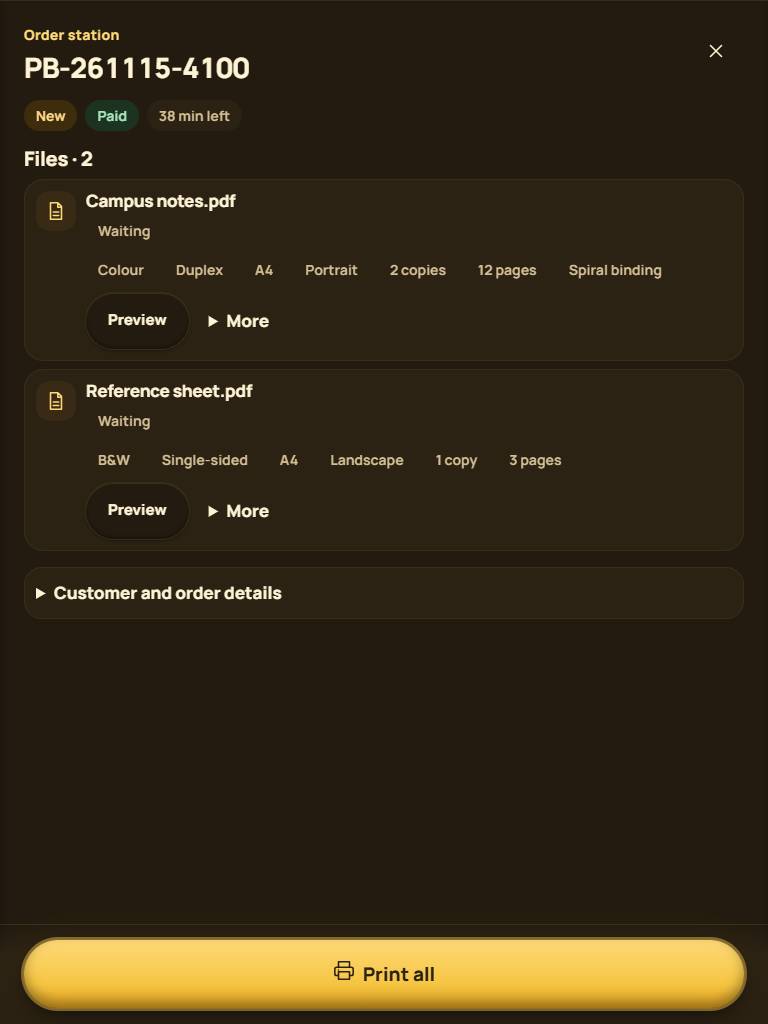 Order station
PB-261115-4100
New Paid 38 min left
Files · 2
Campus notes.pdf
Waiting
Colour Duplex A4 Portrait 2 copies 12 pages Spiral binding
Preview More
Reference sheet.pdf
Waiting
B&W Single-sided A4 Landscape 1 copy 3 pages
Preview More
Customer and order details
Print all